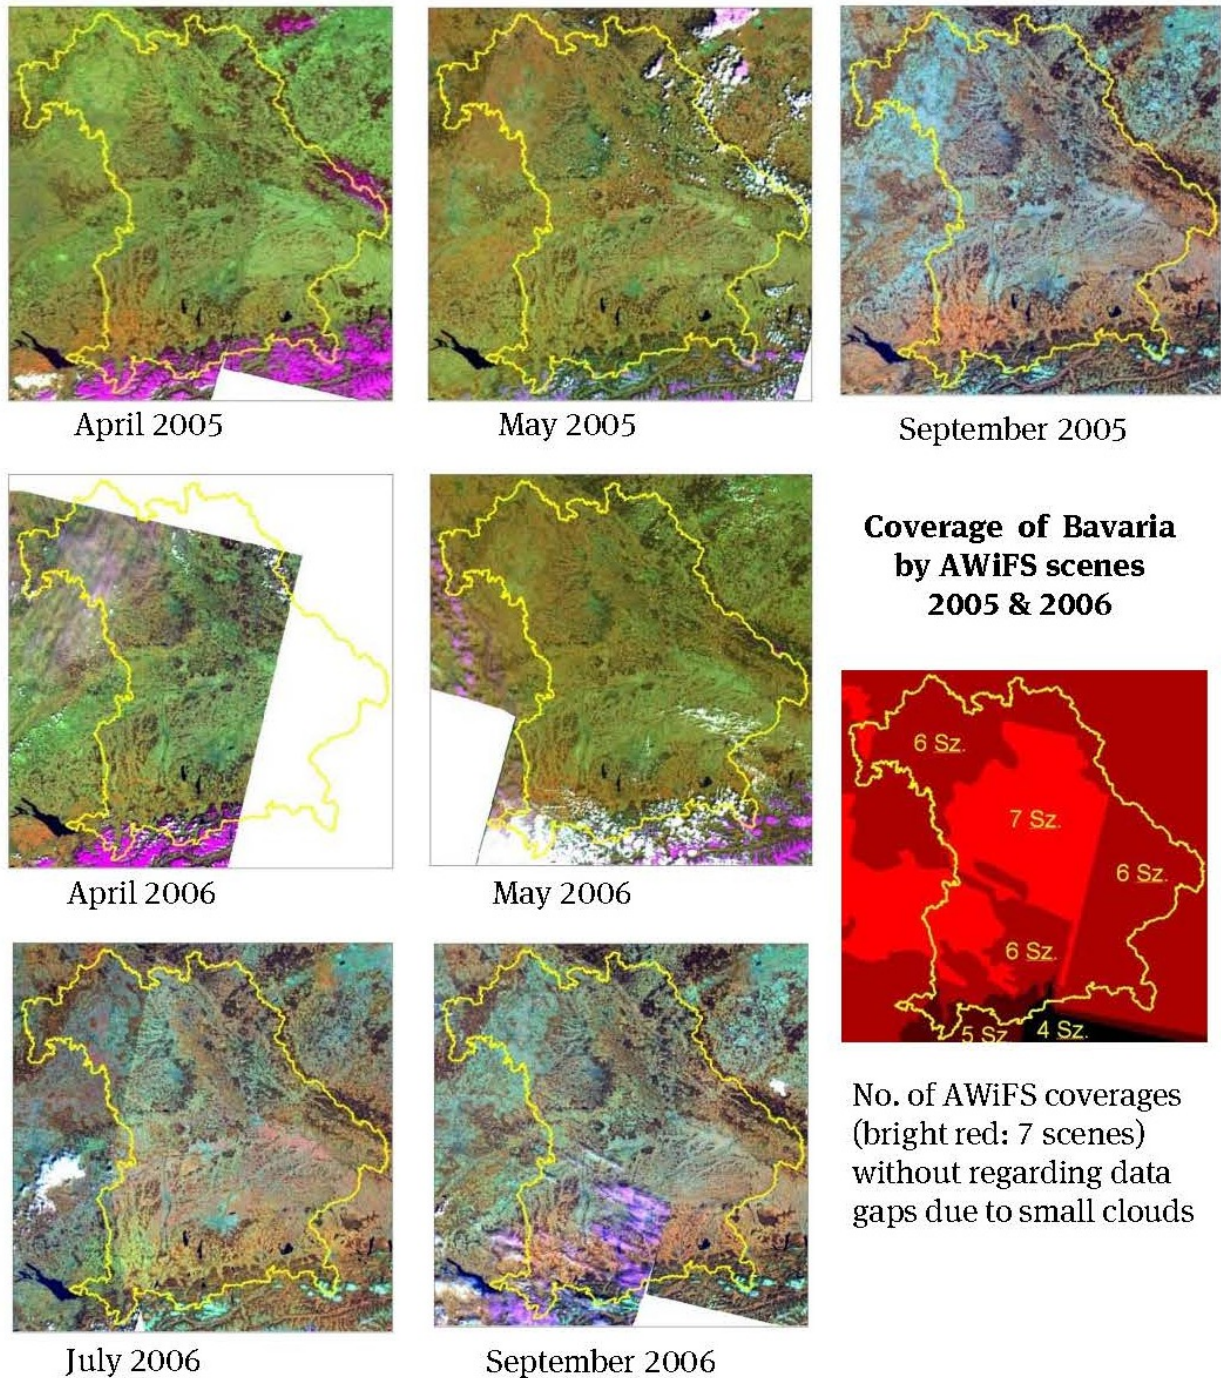 April 2005
May 2005
September 2005
April 2006
May 2006
Coverage of Bavaria
by AWiFS scenes
2005 & 2006
6 Sz.
7 Sz.
6 Sz.
6 Sz.
5 Sz
4 Sz.
No. of AWiFS coverages
(bright red: 7 scenes)
without regarding data
gaps due to small clouds
July 2006
September 2006